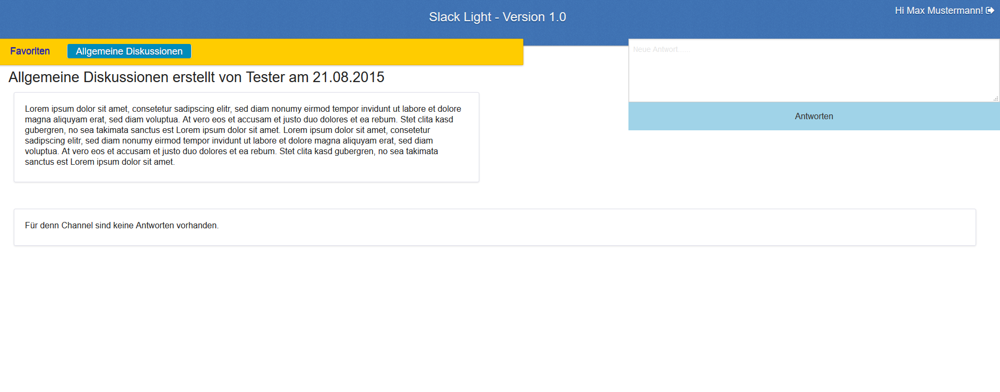 Slack Light - Version 1.0
Hi Max Mustermann!
Favoriten
Allgemeine Diskussionen
Neue Antwort......
Antworten
Allgemeine Diskussionen erstellt von Tester am 21.08.2015
Lorem ipsum dolor sit amet, consetetur sadipscing elitr, sed diam nonumy eirmod tempor invidunt ut labore et dolore
magna aliquyam erat, sed diam voluptua. At vero eos et accusam et justo duo dolores et ea rebum. Stet clita kasd
gubergren, no sea takimata sanctus est Lorem ipsum dolor sit amet. Lorem ipsum dolor sit amet, consetetur
sadipscing elitr, sed diam nonumy eirmod tempor invidunt ut labore et dolore magna aliquyam erat, sed diam
voluptua. At vero eos et accusam et justo duo dolores et ea rebum. Stet clita kasd gubergren, no sea takimata
sanctus est Lorem ipsum dolor sit amet.
Für denn Channel sind keine Antworten vorhanden.